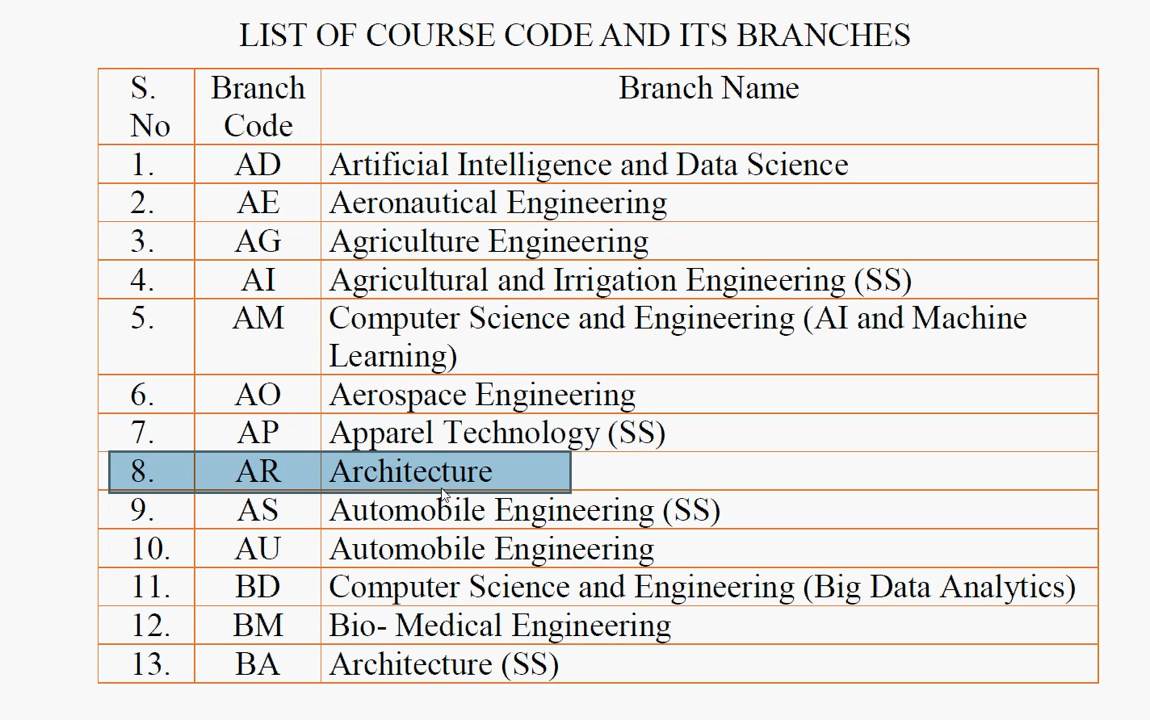 LIST OF COURSE CODE AND ITS BRANCHES
S. No Branch Code Branch Name
1. AD Artificial Intelligence and Data Science
2. AE Aeronautical Engineering
3. AG Agriculture Engineering
4. AI Agricultural and Irrigation Engineering (SS)
5. AM Computer Science and Engineering (AI and Machine
Learning)
6. AO Aerospace Engineering
7. AP Apparel Technology (SS)
8. AR Architecture
9. AS Automobile Engineering (SS)
10. AU Automobile Engineering
11. BD Computer Science and Engineering (Big Data Analytics)
12. BM Bio- Medical Engineering
13. BA Architecture (SS)